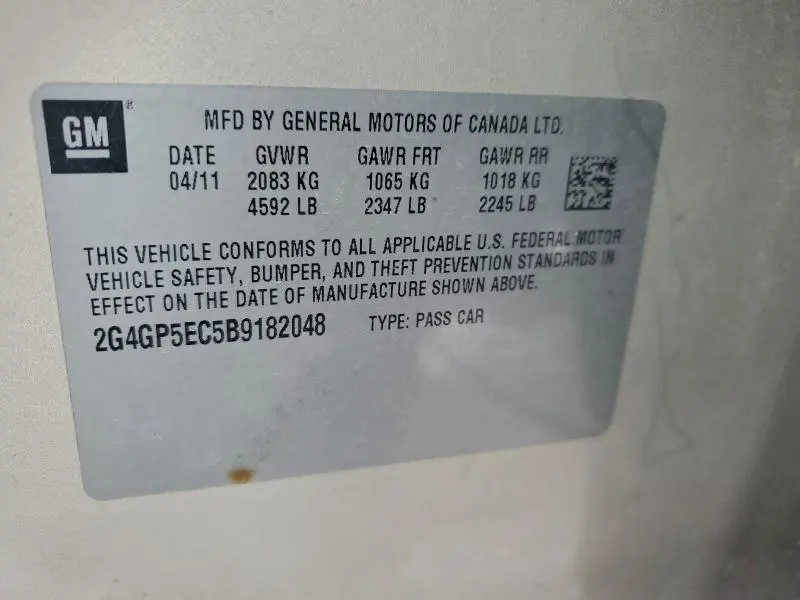 GM®
MFD BY GENERAL MOTORS OF CANADA LTD.
DATE GVWR GAWR FRT GAWR RR
04/11 2083 KG 1065 KG 1018 KG
4592 LB 2347 LB 2245 LB
THIS VEHICLE CONFORMS TO ALL APPLICABLE U.S. FEDERAL MOTOR
VEHICLE SAFETY, BUMPER, AND THEFT PREVENTION STANDARDS IN
EFFECT ON THE DATE OF MANUFACTURE SHOWN ABOVE.
2G4GP5EC5B9182048 TYPE: PASS CAR